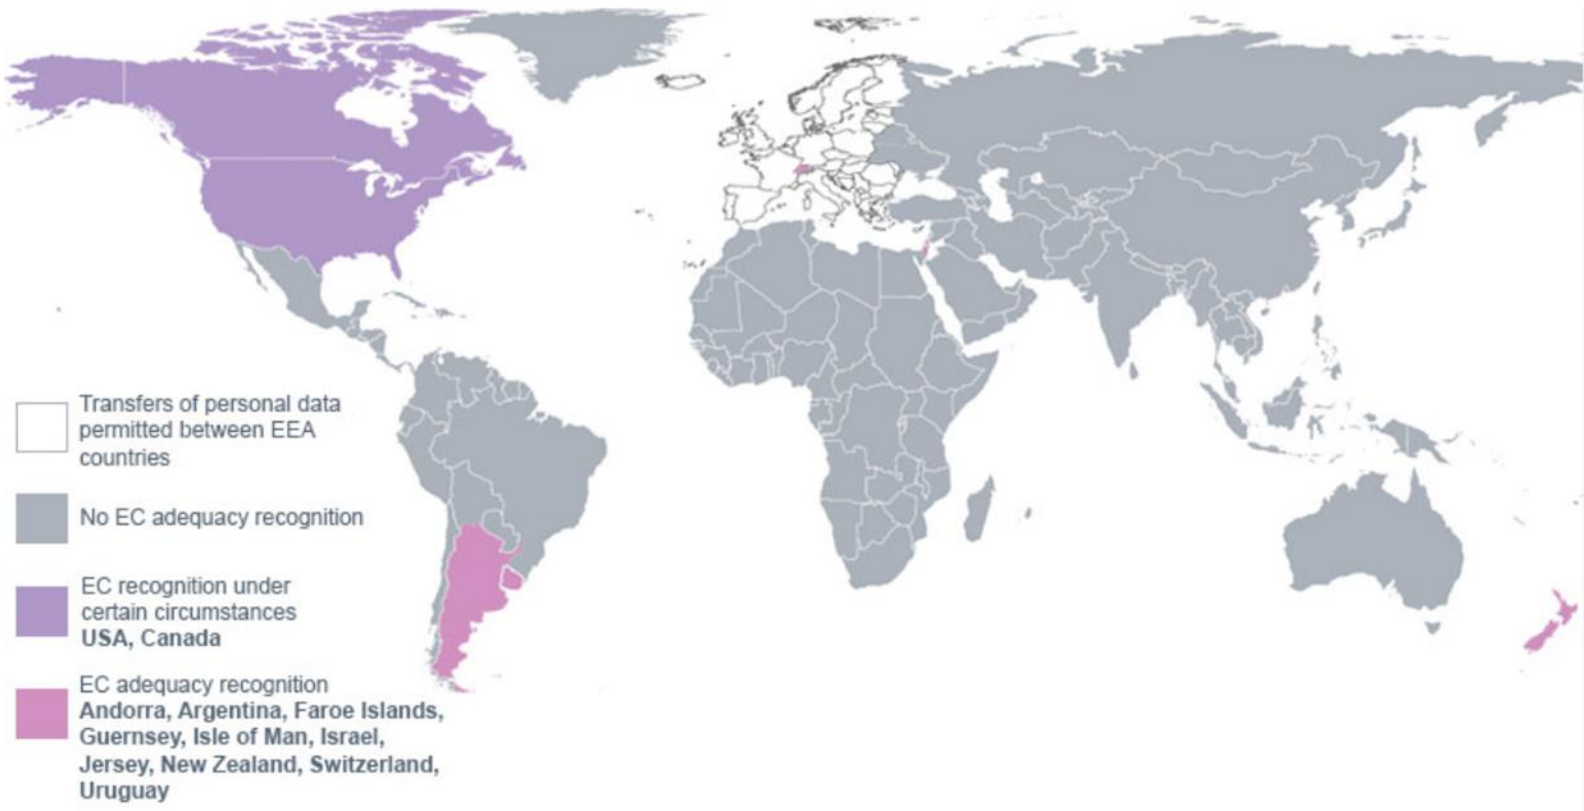 Transfers of personal data
permitted between EEA
countries
No EC adequacy recognition
EC recognition under
certain circumstances
USA, Canada
EC adequacy recognition
Andorra, Argentina, Faroe Islands,
Guernsey, Isle of Man, Israel,
Jersey, New Zealand, Switzerland,
Uruguay